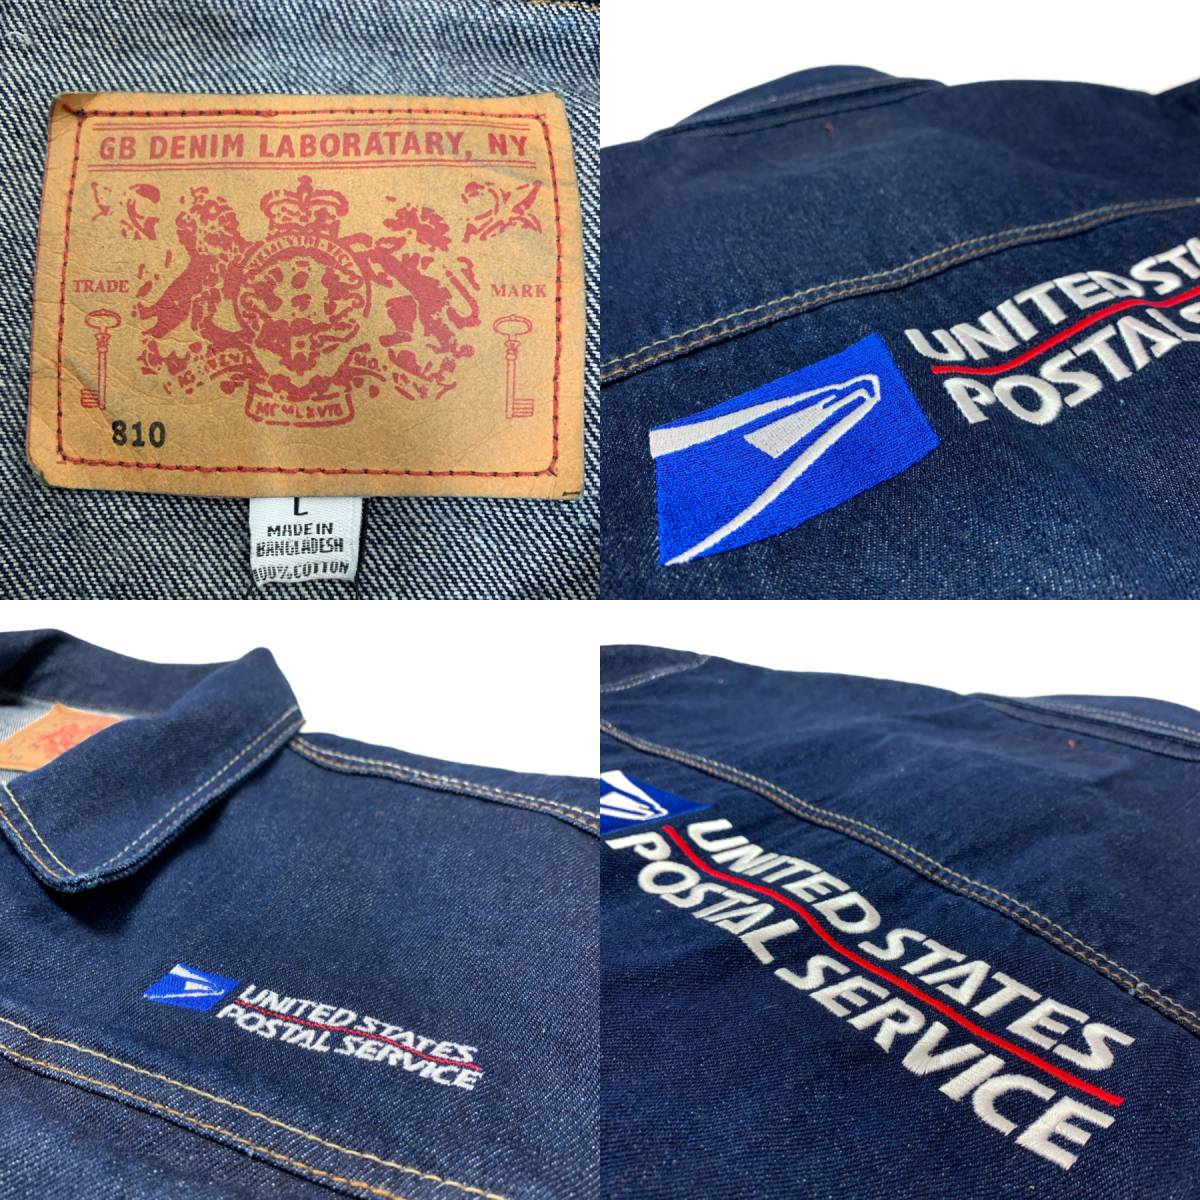 GB DENIM LABORATARY, NY
TRADE MARK
MCMLXVIII
810
L
MADE IN
BANGLADESH
100% COTTON
UNITED STA
POSTAL S
UNITED STATES
POSTAL SERVICE
UNITED STATES
POSTAL SERVICE